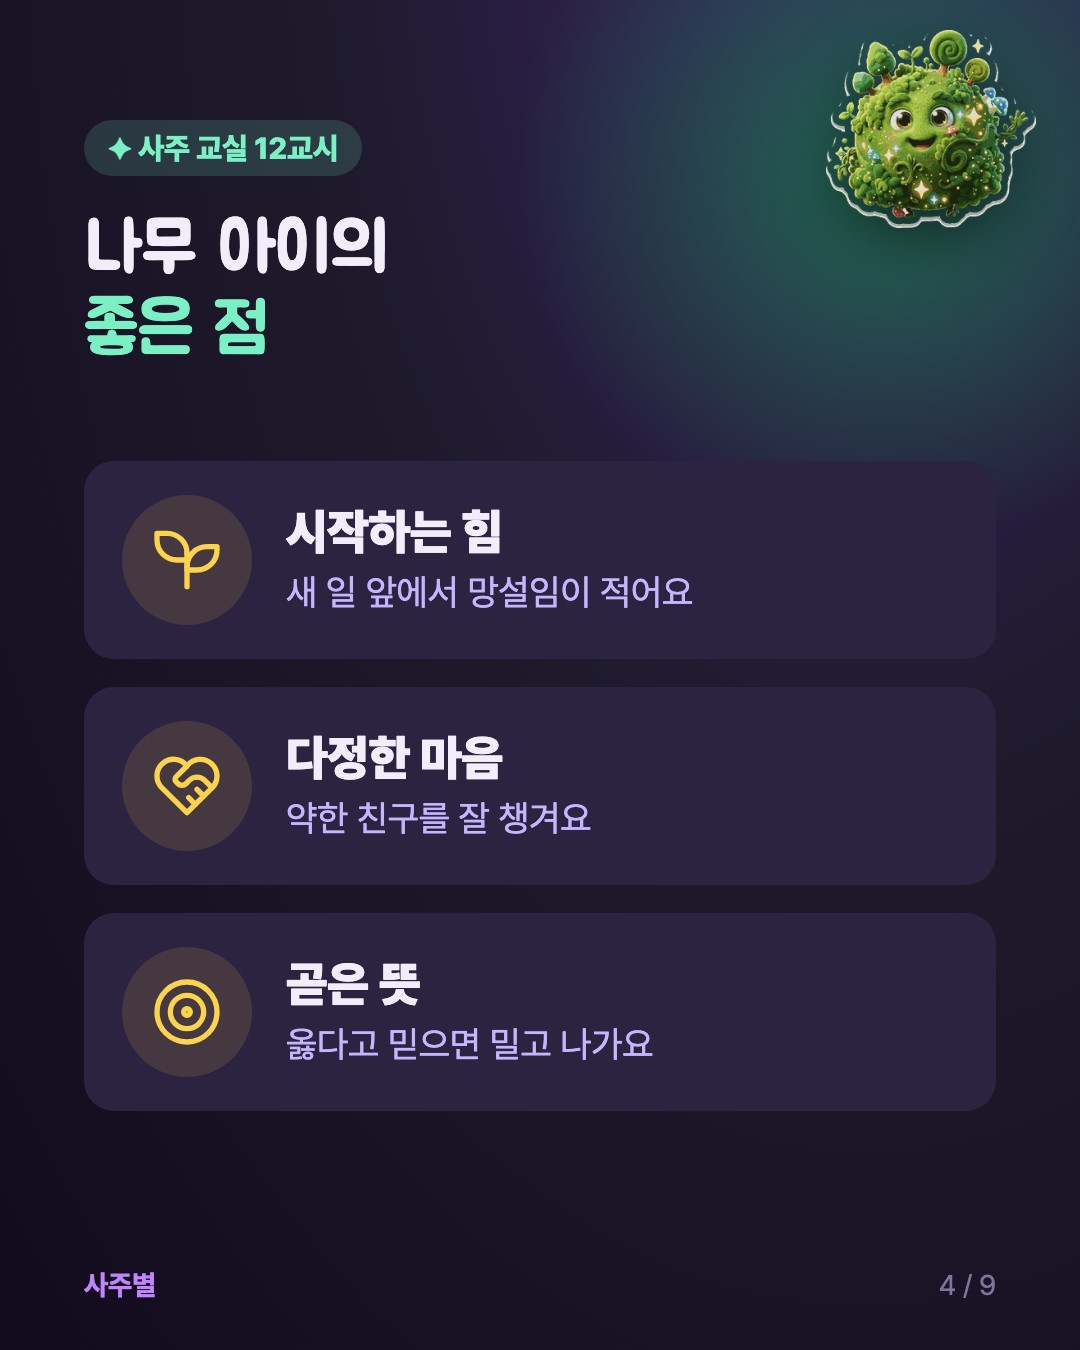 사주 교실 12교시
나무 아이의
좋은 점
시작하는 힘
새 일 앞에서 망설임이 적어요
다정한 마음
약한 친구를 잘 챙겨요
곧은 뜻
옳다고 믿으면 밀고 나가요
사주별
4 / 9